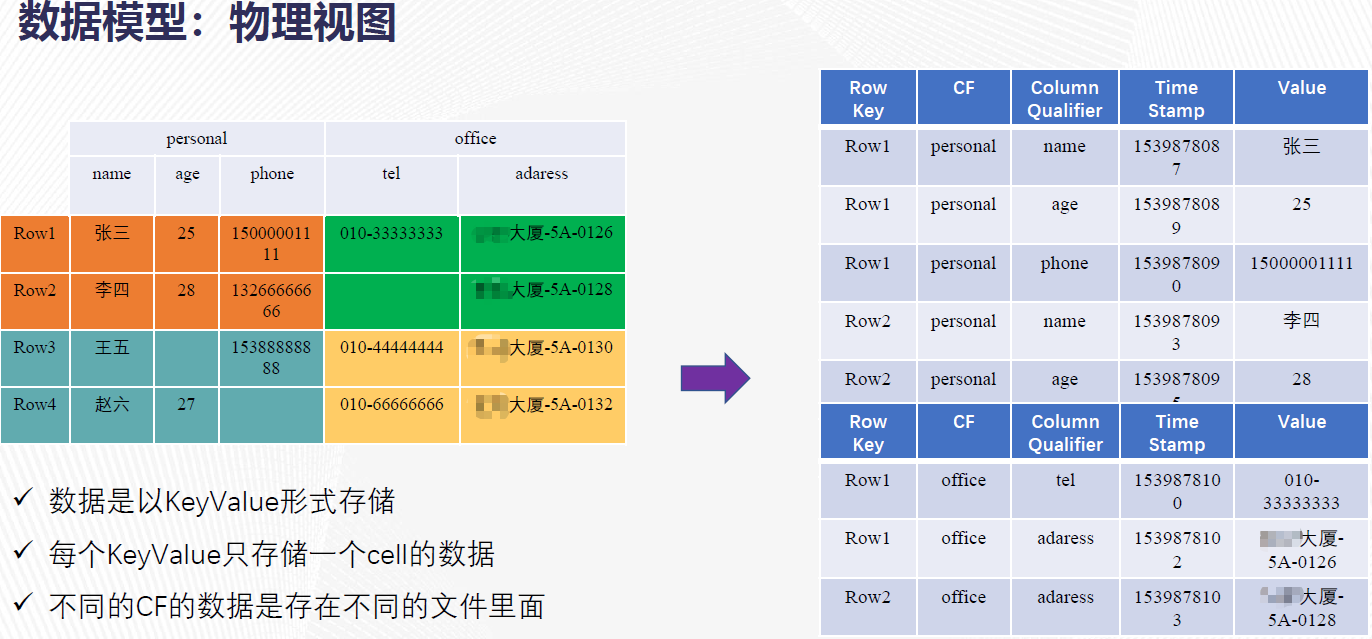 数据模型：物理视图
personal office
name age phone tel adaress
Row1 张三 25 15000001111 010-33333333 大厦-5A-0126
Row2 李四 28 13266666666 大厦-5A-0128
Row3 王五 15388888888 010-44444444 大厦-5A-0130
Row4 赵六 27 010-66666666 大厦-5A-0132
✓ 数据是以KeyValue形式存储
✓ 每个KeyValue只存储一个cell的数据
✓ 不同的CF的数据是存在不同的文件里面
Row Key CF Column Qualifier Time Stamp Value
Row1 personal name 1539878087 张三
Row1 personal age 1539878089 25
Row1 personal phone 1539878090 15000001111
Row2 personal name 1539878093 李四
Row2 personal age 153987809 28
Row Key CF Column Qualifier Time Stamp Value
Row1 office tel 1539878100 010-33333333
Row1 office adaress 1539878102 大厦-5A-0126
Row2 office adaress 1539878103 大厦-5A-0128